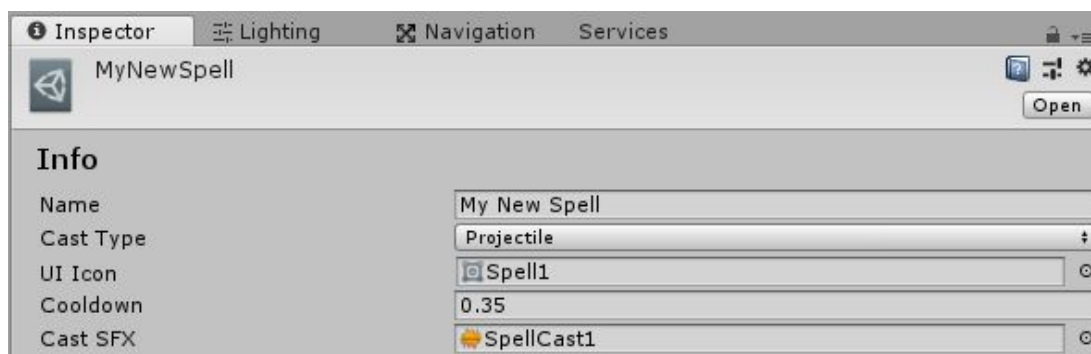 Inspector Lighting Navigation Services
MyNewSpell
Open
Info
Name My New Spell
Cast Type Projectile
UI Icon Spell1
Cooldown 0.35
Cast SFX SpellCast1